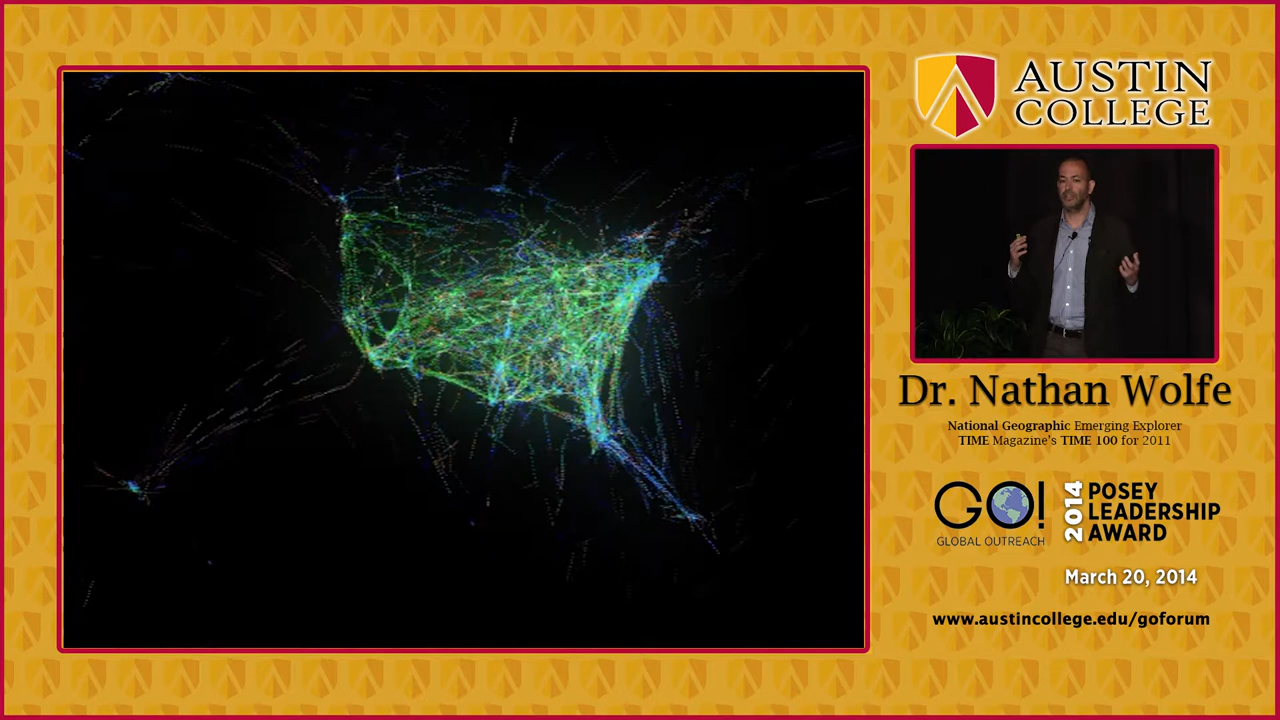 AUSTIN
COLLEGE
Dr. Nathan Wolfe
National Geographic Emerging Explorer
TIME Magazine's TIME 100 for 2011
GO!
GLOBAL OUTREACH
2014
POSEY
LEADERSHIP
AWARD
March 20, 2014
www.austincollege.edu/goforum